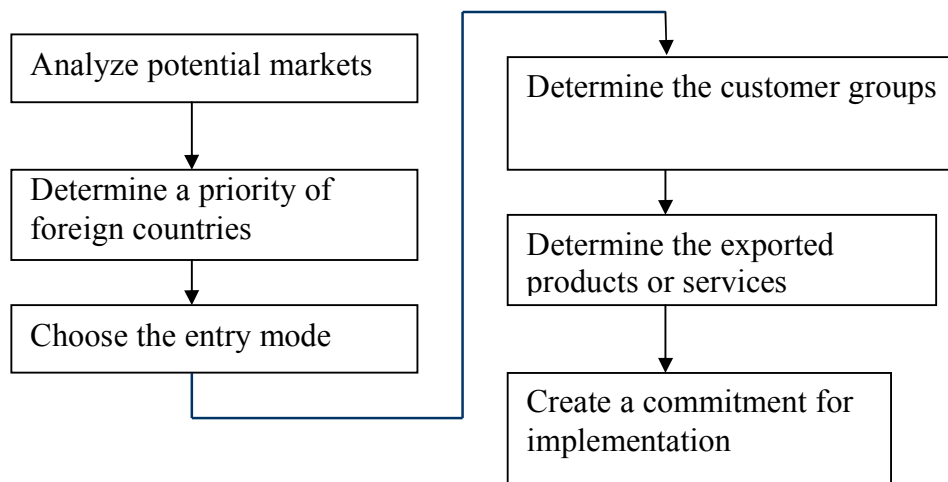 Analyze potential markets
Determine a priority of
foreign countries
Choose the entry mode
Determine the customer groups
Determine the exported
products or services
Create a commitment for
implementation